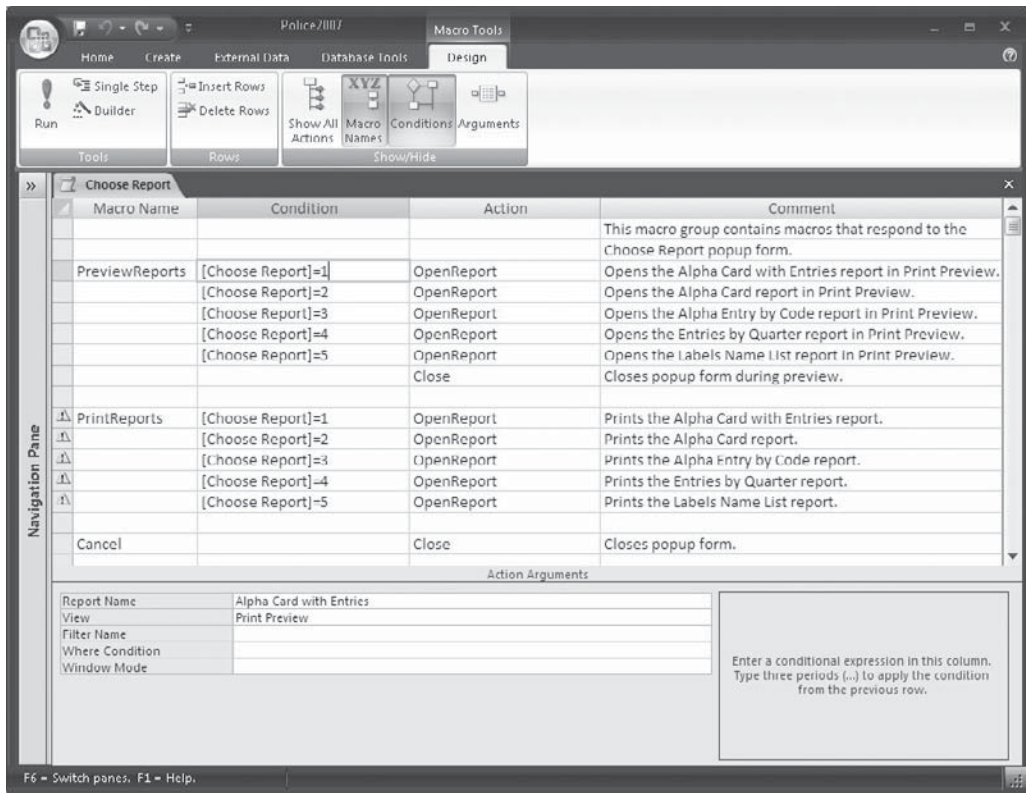 Police2007
Macro Tools
Home Create External Data Database Tools Design
Single Step
Builder
Run
Tools
Insert Rows
Delete Rows
Rows
Show All Actions
Macro Names
Conditions
Arguments
Show/Hide
Choose Report
Macro Name Condition Action Comment
This macro group contains macros that respond to the
Choose Report popup form.
PreviewReports [Choose Report]=1 OpenReport Opens the Alpha Card with Entries report in Print Preview.
[Choose Report]=2 OpenReport Opens the Alpha Card report in Print Preview.
[Choose Report]=3 OpenReport Opens the Alpha Entry by Code report in Print Preview.
[Choose Report]=4 OpenReport Opens the Entries by Quarter report in Print Preview.
[Choose Report]=5 OpenReport Opens the Labels Name List report in Print Preview.
Close Closes popup form during preview.
PrintReports [Choose Report]=1 OpenReport Prints the Alpha Card with Entries report.
[Choose Report]=2 OpenReport Prints the Alpha Card report.
[Choose Report]=3 OpenReport Prints the Alpha Entry by Code report.
[Choose Report]=4 OpenReport Prints the Entries by Quarter report.
[Choose Report]=5 OpenReport Prints the Labels Name List report.
Cancel Close Closes popup form.
Navigation Pane
Action Arguments
Report Name Alpha Card with Entries
View Print Preview
Filter Name
Where Condition
Window Mode
Enter a conditional expression in this column.
Type three periods (...) to apply the condition
from the previous row.
F6 = Switch panes. F1 = Help.